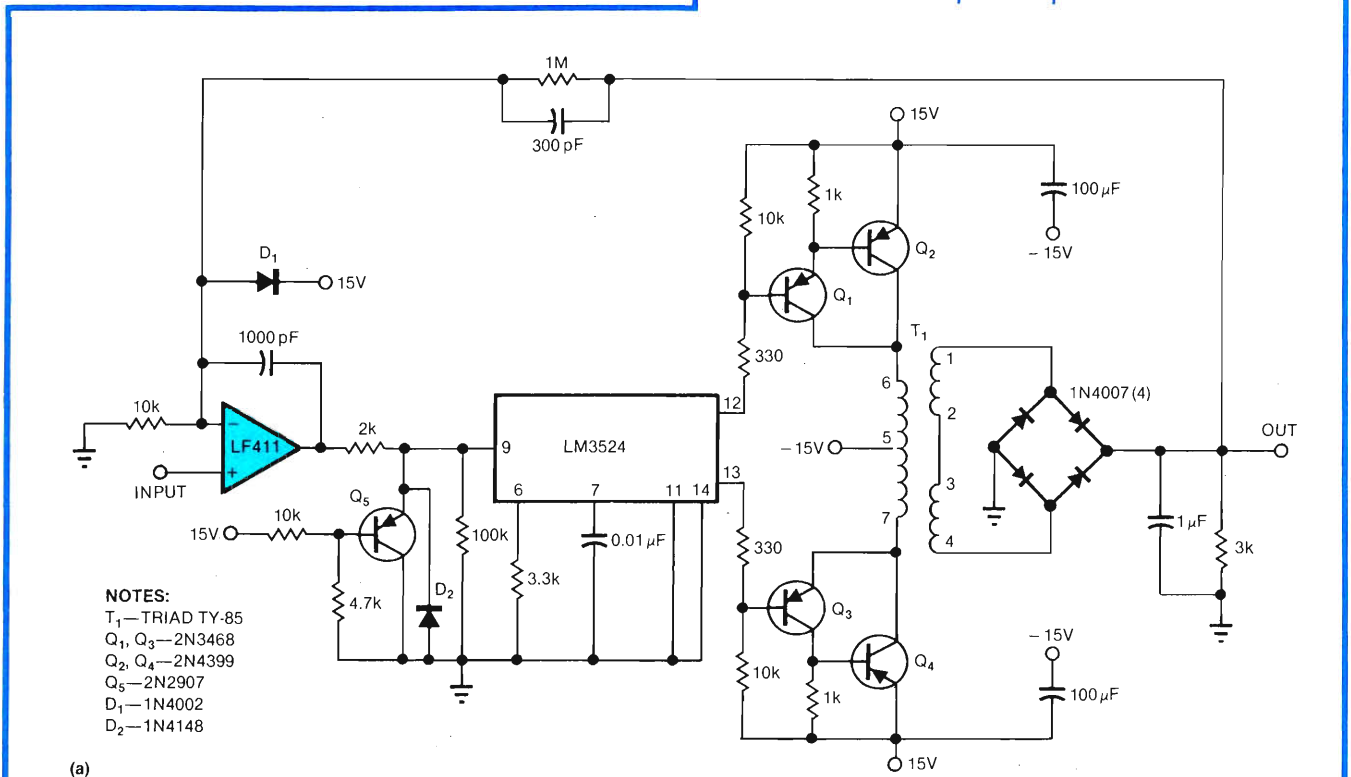 1M
300 pF
15V
1k
10k
100 µF
– 15V
Q2
Q1
D1
15V
1000 pF
330
T1
6
1
1N4007 (4)
10k
–
LF411
+
INPUT
2k
9
LM3524
12
2
5
– 15V
OUT
13
3
6
7
11
14
Q5
15V
10k
100k
0.01 µF
7
4
1 µF
3k
330
3.3k
4.7k
D2
Q3
Q4
– 15V
10k
1k
100 µF
15V
NOTES:
T1—TRIAD TY-85
Q1, Q3—2N3468
Q2, Q4—2N4399
Q5—2N2907
D1—1N4002
D2—1N4148
(a)